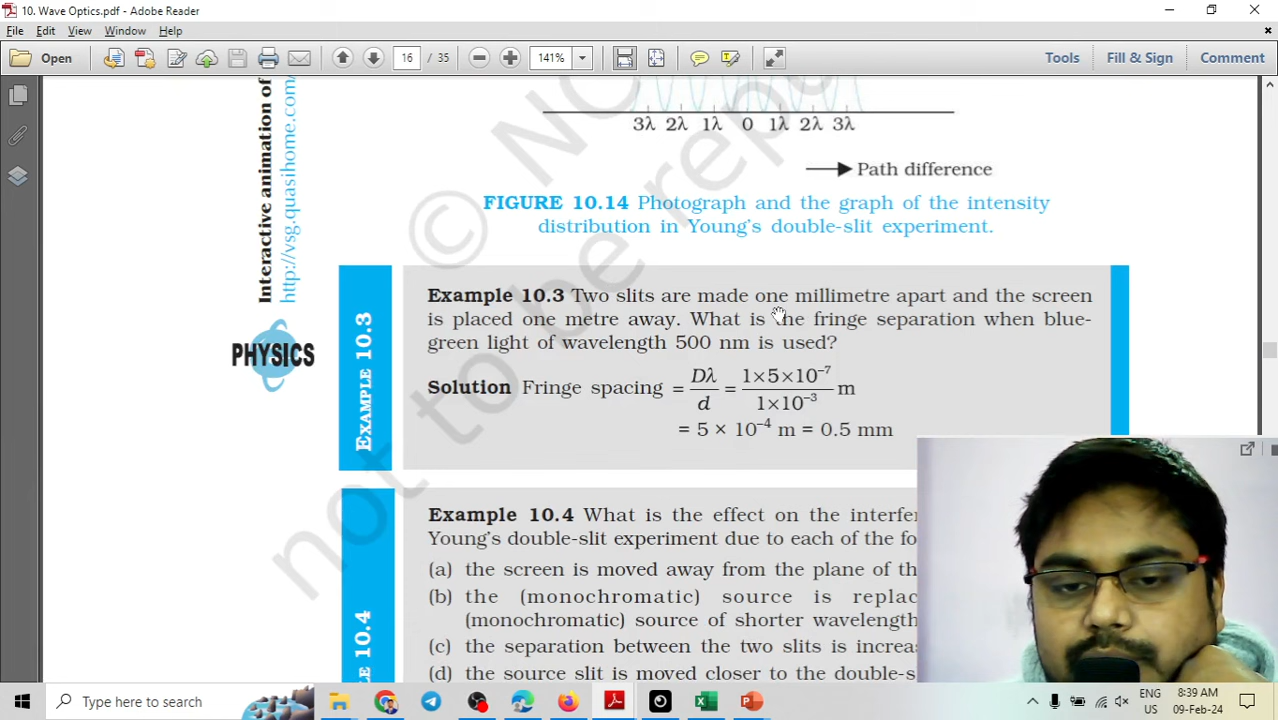 10. Wave Optics.pdf - Adobe Reader
File Edit View Window Help
Open 16 / 35 141% Tools Fill & Sign Comment
Interactive animation of
http://vsg.quasihome.com/
3λ 2λ 1λ 0 1λ 2λ 3λ
Path difference
FIGURE 10.14 Photograph and the graph of the intensity
distribution in Young's double-slit experiment.
© NC
not to be repu
PHYSICS
EXAMPLE 10.3
Example 10.3 Two slits are made one millimetre apart and the screen
is placed one metre away. What is the fringe separation when blue-
green light of wavelength 500 nm is used?
Solution Fringe spacing = Dλ/d = 1×5×10⁻⁷/1×10⁻³ m
= 5 × 10⁻⁴ m = 0.5 mm
LE 10.4
Example 10.4 What is the effect on the interfer
Young's double-slit experiment due to each of the fo
(a) the screen is moved away from the plane of th
(b) the (monochromatic) source is replac
(monochromatic) source of shorter wavelength
(c) the separation between the two slits is increa
(d) the source slit is moved closer to the double-s
Type here to search
ENG
US
8:39 AM
09-Feb-24